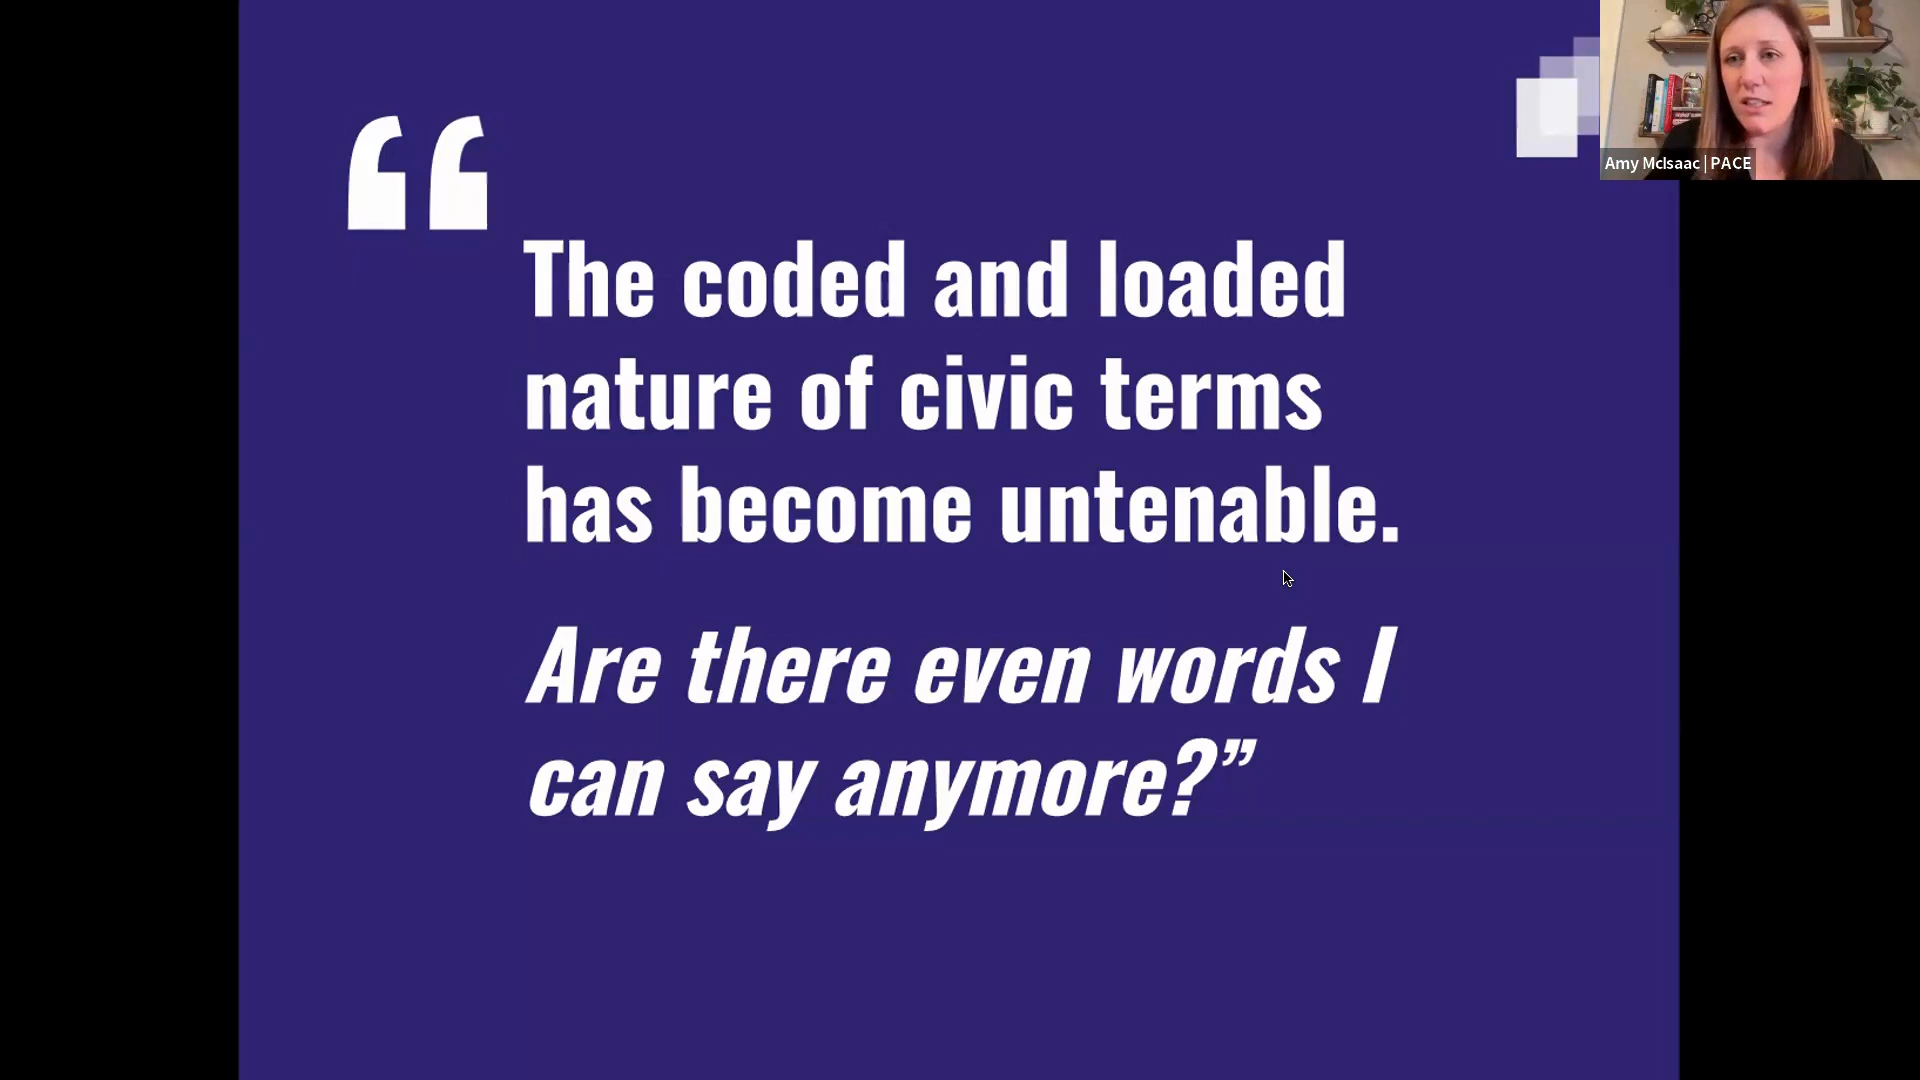 “
The coded and loaded
nature of civic terms
has become untenable.
Are there even words I
can say anymore?”
Amy McIsaac | PACE